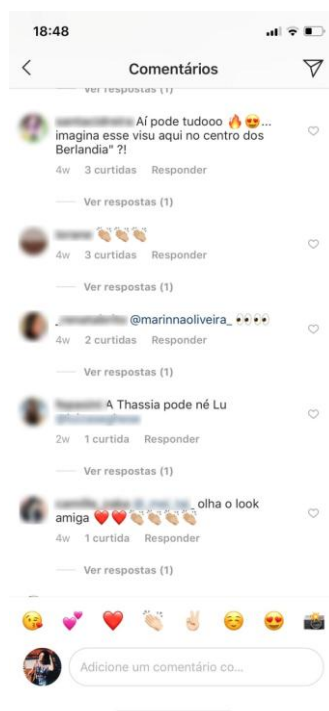 18:48
Comentários
Ver respostas (1)
Aí pode tudooo 🔥😍...
imagina esse visu aqui no centro dos
Berlandia" ?!
4w 3 curtidas Responder
Ver respostas (1)
👏🏼👏🏼👏🏼
4w 3 curtidas Responder
Ver respostas (1)
@marinnaoliveira_ 👀👀
4w 2 curtidas Responder
Ver respostas (1)
A Thassia pode né Lu
2w 1 curtida Responder
Ver respostas (1)
olha o look
amiga ❤️❤️👏🏼👏🏼👏🏼👏🏼
4w 1 curtida Responder
Ver respostas (1)
😘 💕 ❤️ 👏🏼 ✌🏼 ☺️ 😍 📸
Adicione um comentário co...